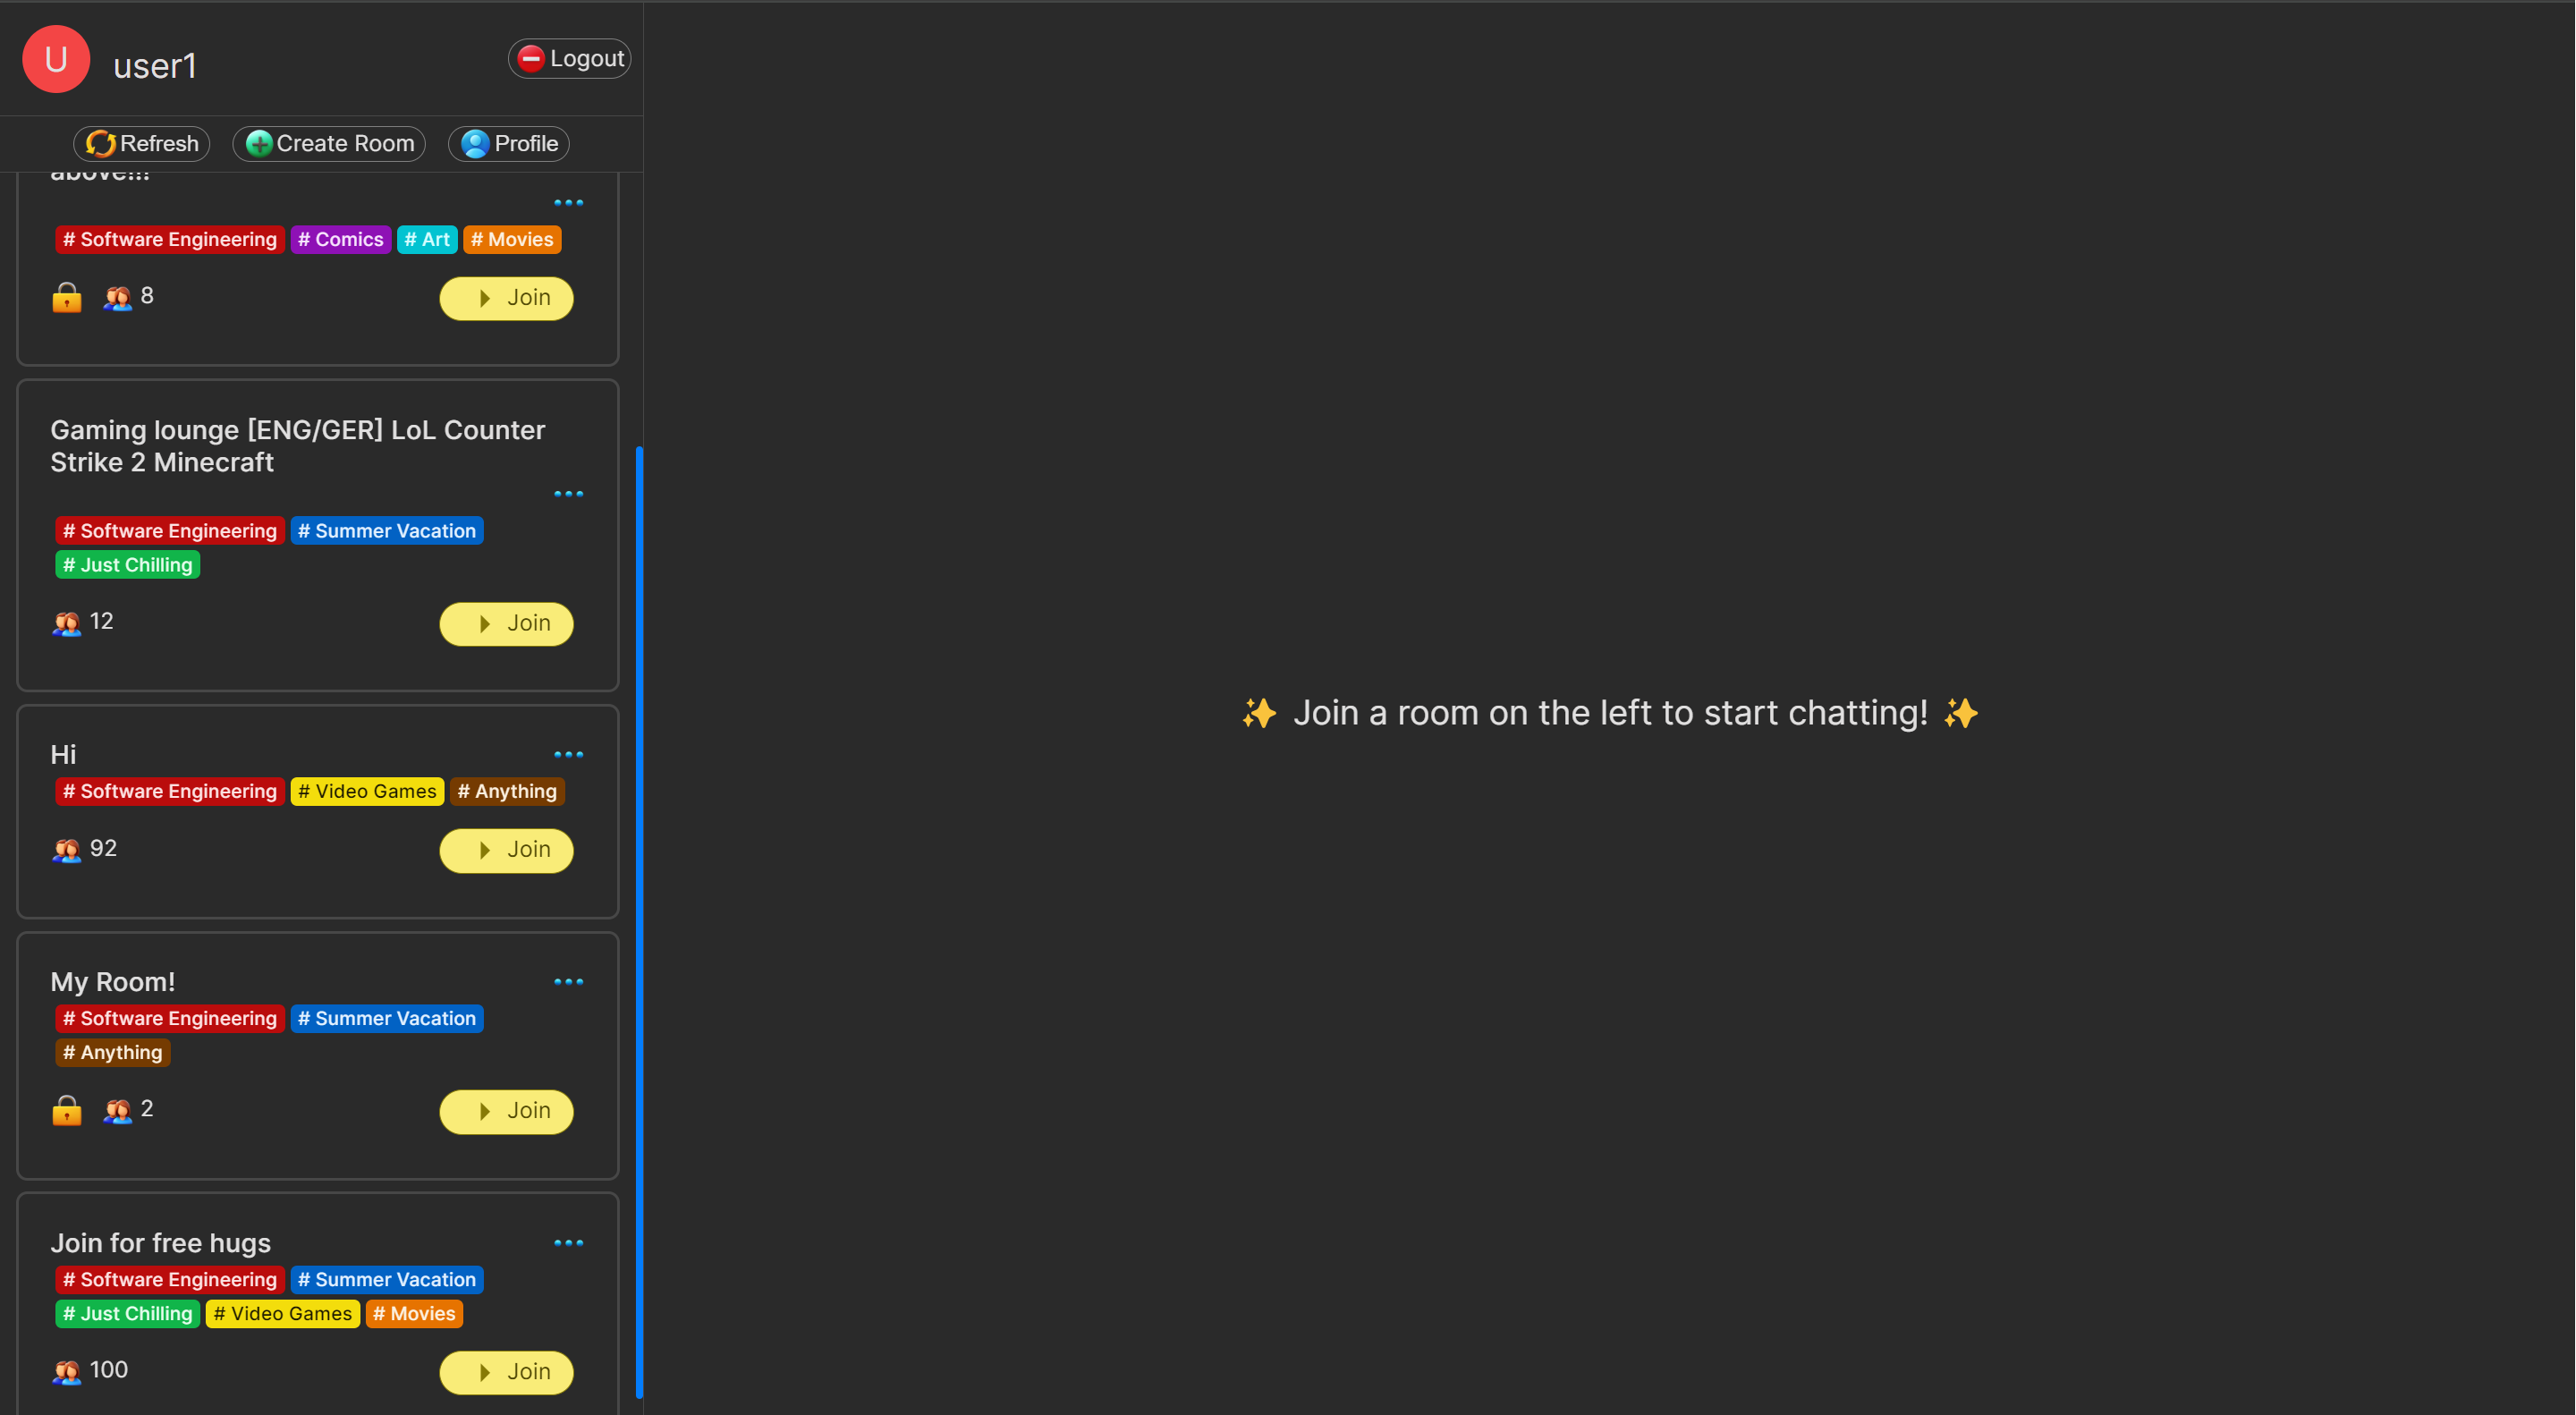 U
user1
Logout
Refresh
Create Room
Profile
above!!!
# Software Engineering # Comics # Art # Movies
8
Join
Gaming lounge [ENG/GER] LoL Counter
Strike 2 Minecraft
# Software Engineering # Summer Vacation
# Just Chilling
12
Join
Hi
# Software Engineering # Video Games # Anything
92
Join
My Room!
# Software Engineering # Summer Vacation
# Anything
2
Join
Join for free hugs
# Software Engineering # Summer Vacation
# Just Chilling # Video Games # Movies
100
Join
✨ Join a room on the left to start chatting! ✨